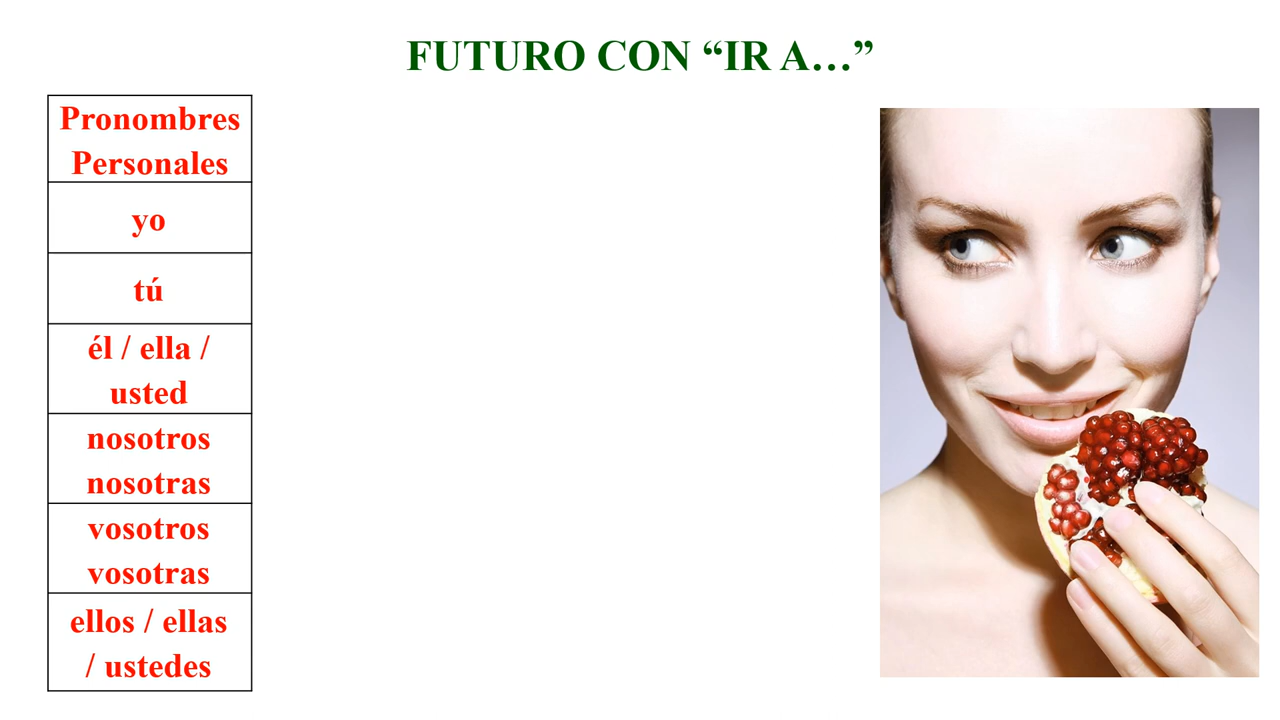 FUTURO CON “IR A…”
Pronombres
Personales
yo
tú
él / ella /
usted
nosotros
nosotras
vosotros
vosotras
ellos / ellas
/ ustedes